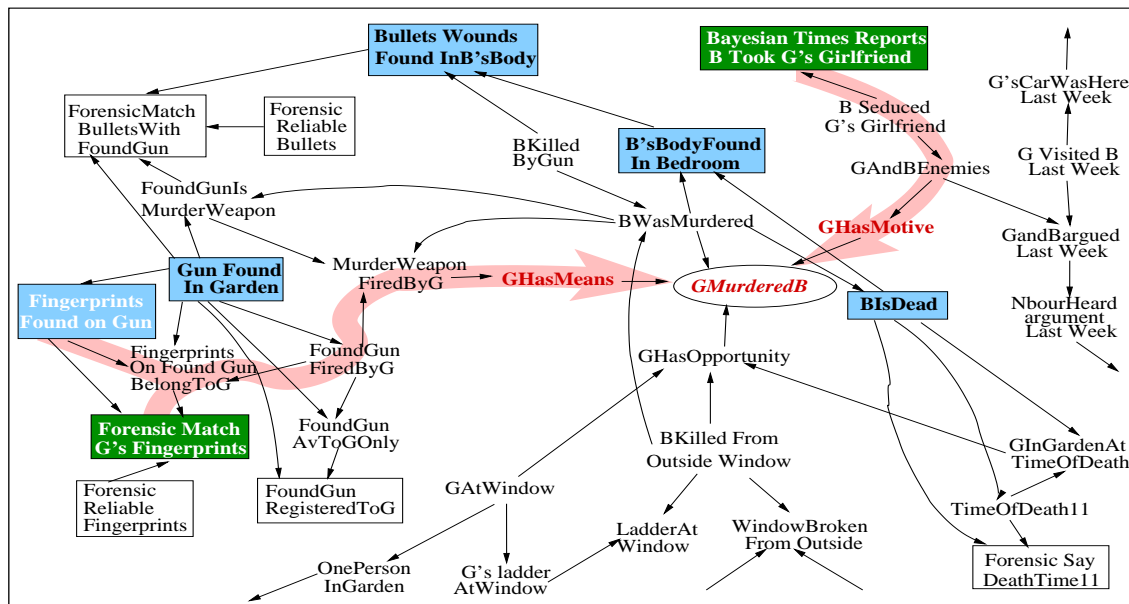 Bullets Wounds
Found InB'sBody
Bayesian Times Reports
B Took G's Girlfriend
G'sCarWasHere
Last Week
ForensicMatch
BulletsWith
FoundGun
Forensic
Reliable
Bullets
B Seduced
G's Girlfriend
BKilled
ByGun
B'sBodyFound
In Bedroom
G Visited B
Last Week
GAndBEnemies
FoundGunIs
MurderWeapon
BWasMurdered
GHasMotive
GandBargued
Last Week
Gun Found
In Garden
MurderWeapon
FiredByG
GHasMeans
GMurderedB
BIsDead
Fingerprints
Found on Gun
NbourHeard
argument
Last Week
Fingerprints
On Found Gun
BelongToG
FoundGun
FiredByG
GHasOpportunity
Forensic Match
G's Fingerprints
FoundGun
AvToGOnly
BKilled From
Outside Window
GInGardenAt
TimeOfDeath
Forensic
Reliable
Fingerprints
FoundGun
RegisteredToG
GAtWindow
TimeOfDeath11
LadderAt
Window
WindowBroken
From Outside
OnePerson
InGarden
G's ladder
AtWindow
Forensic Say
DeathTime11